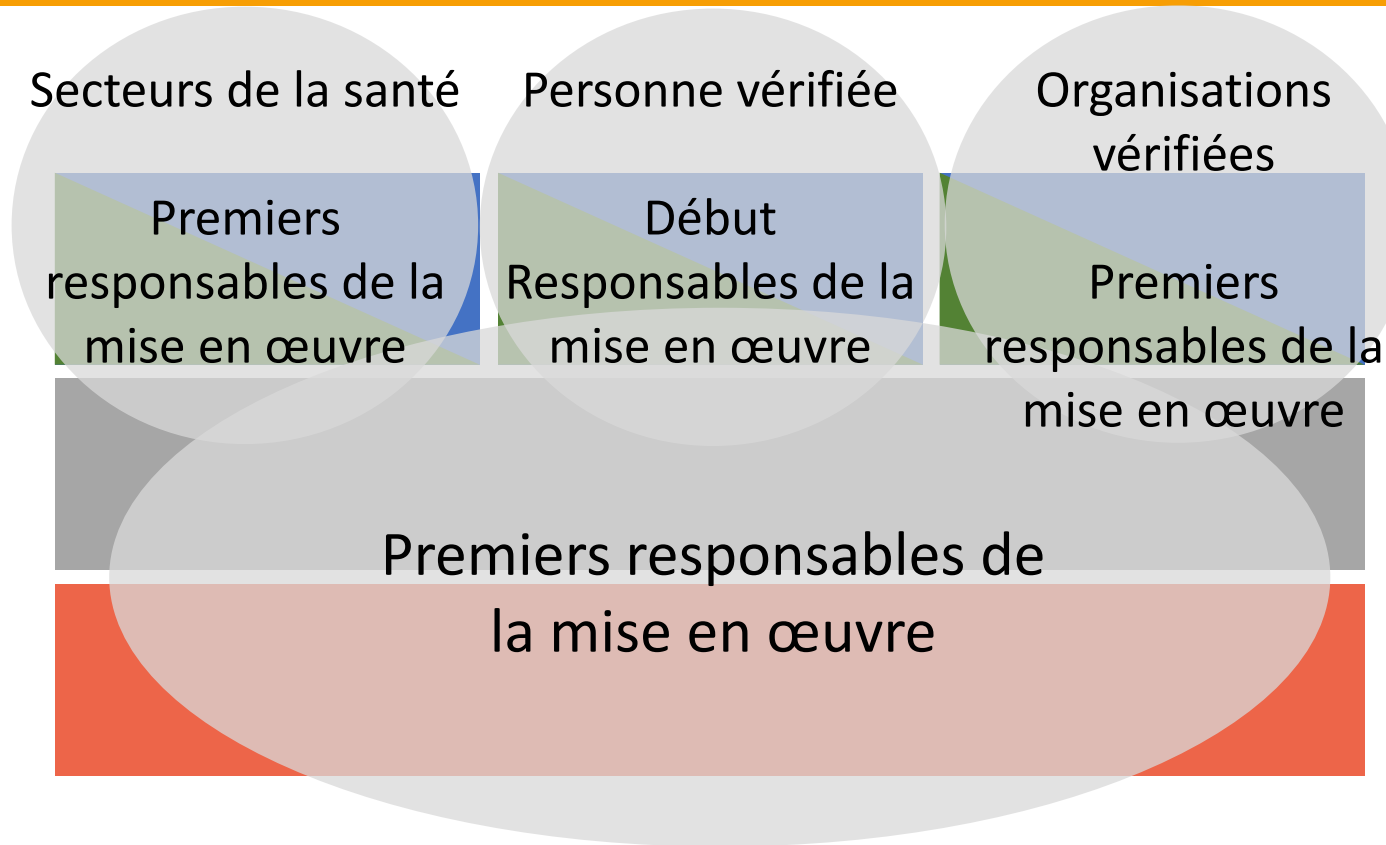 Secteurs de la santé
Premiers
responsables de la
mise en œuvre
Personne vérifiée
Début
Responsables de la
mise en œuvre
Organisations
vérifiées
Premiers
responsables de la
mise en œuvre
Premiers responsables de
la mise en œuvre